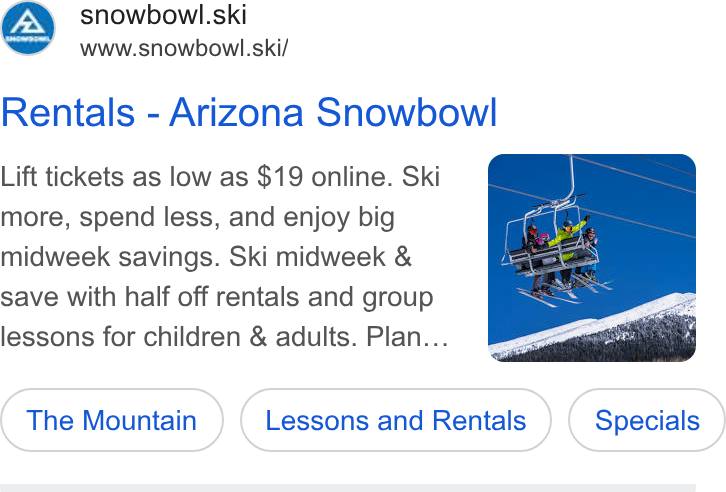 SNOWBOWL
snowbowl.ski
www.snowbowl.ski/
Rentals - Arizona Snowbowl
Lift tickets as low as $19 online. Ski
more, spend less, and enjoy big
midweek savings. Ski midweek &
save with half off rentals and group
lessons for children & adults. Plan…
The Mountain
Lessons and Rentals
Specials